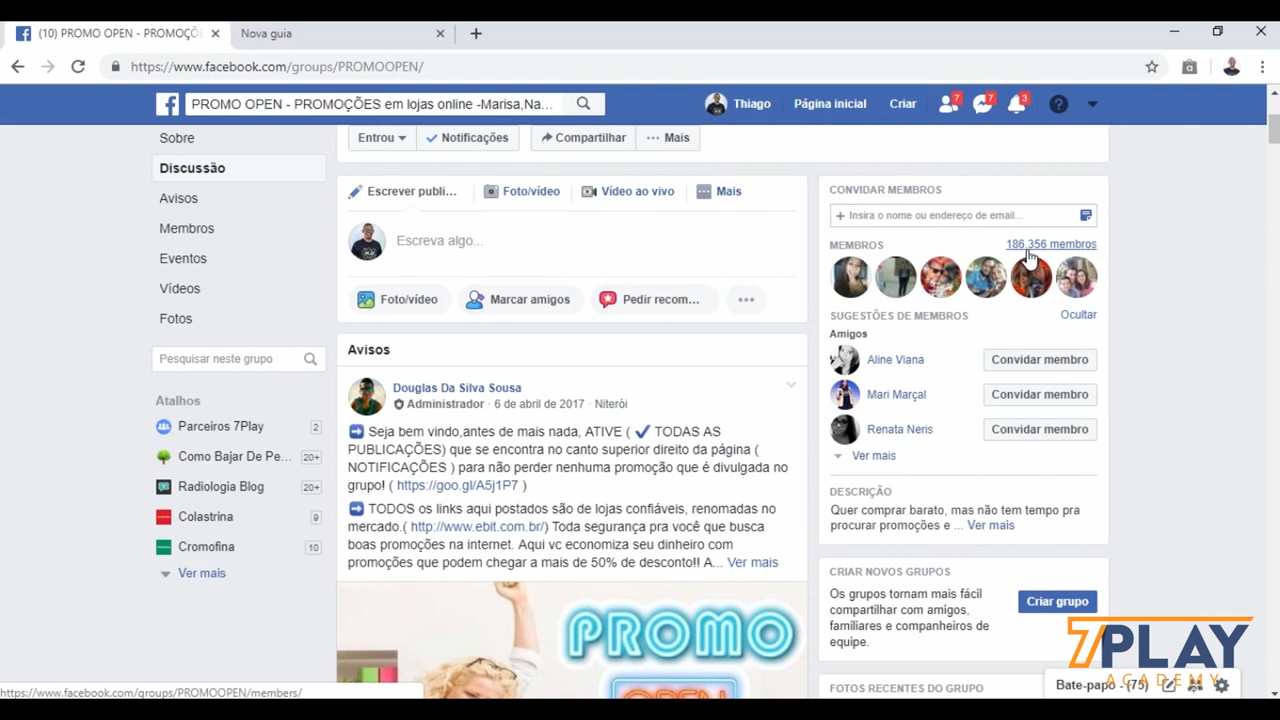 (10) PROMO OPEN - PROMOÇÕ
Nova guia
https://www.facebook.com/groups/PROMOOPEN/
PROMO OPEN - PROMOÇÕES em lojas online -Marisa,Na...
Thiago
Página inicial
Criar
7
7
3
Sobre
Discussão
Avisos
Membros
Eventos
Vídeos
Fotos
Pesquisar neste grupo
Atalhos
Parceiros 7Play 2
Como Bajar De Pe... 20+
Radiologia Blog 20+
Colastrina 9
Cromofina 10
Ver mais
Entrou
Notificações
Compartilhar
Mais
Escrever publi...
Foto/vídeo
Vídeo ao vivo
Mais
Escreva algo...
Foto/vídeo
Marcar amigos
Pedir recom...
Avisos
Douglas Da Silva Sousa
Administrador · 6 de abril de 2017 · Niterói
Seja bem vindo,antes de mais nada, ATIVE ( ✔ TODAS AS
PUBLICAÇÕES) que se encontra no canto superior direito da página (
NOTIFICAÇÕES ) para não perder nenhuma promoção que é divulgada no
grupo! ( https://goo.gl/A5j1P7 )
TODOS os links aqui postados são de lojas confiáveis, renomadas no
mercado.( http://www.ebit.com.br/) Toda segurança pra você que busca
boas promoções na internet. Aqui vc economiza seu dinheiro com
promoções que podem chegar a mais de 50% de desconto!! A... Ver mais
PROMO
OPEN
CONVIDAR MEMBROS
+ Insira o nome ou endereço de email...
MEMBROS
186.356 membros
SUGESTÕES DE MEMBROS
Ocultar
Amigos
Aline Viana
Convidar membro
Mari Marçal
Convidar membro
Renata Neris
Convidar membro
Ver mais
DESCRIÇÃO
Quer comprar barato, mas não tem tempo pra
procurar promoções e ... Ver mais
CRIAR NOVOS GRUPOS
Os grupos tornam mais fácil
compartilhar com amigos,
familiares e companheiros de
equipe.
Criar grupo
FOTOS RECENTES DO GRUPO
Bate-papo - (75)
7PLAY
ACADEMY
https://www.facebook.com/groups/PROMOOPEN/members/